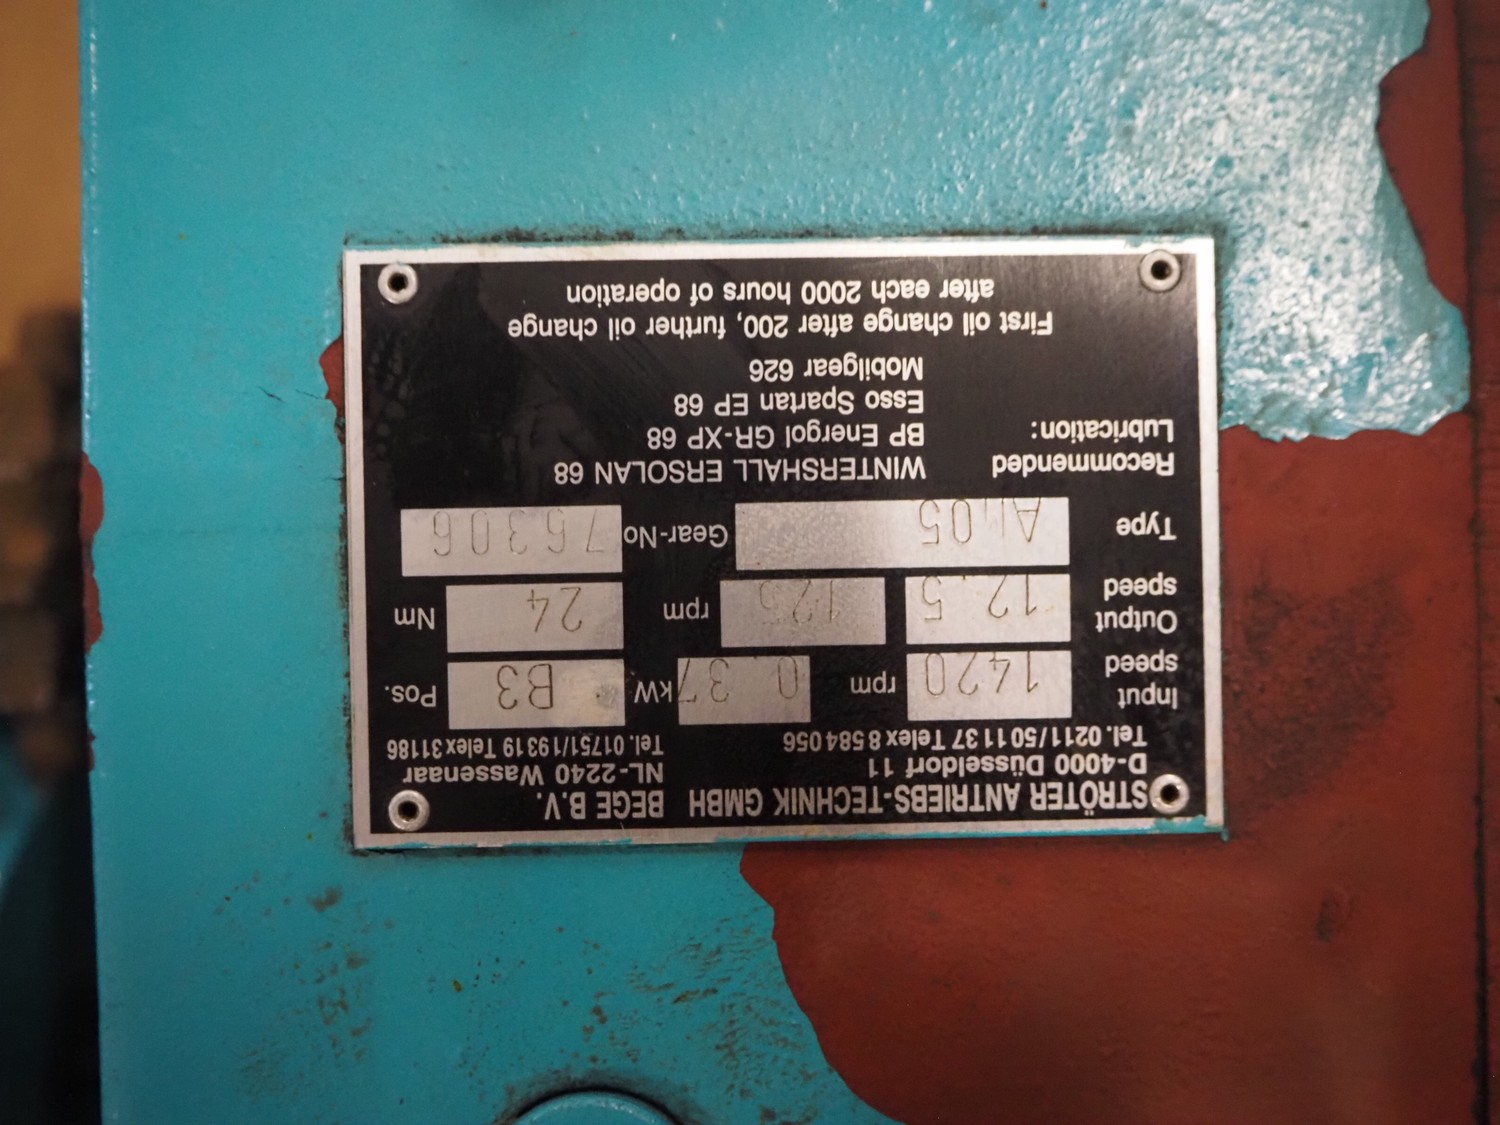 STRÖTER ANTRIEBS-TECHNIK GMBH BEGE B.V.
D-4000 Düsseldorf 11 NL-2240 Wassenaar
Tel. 0211/50 11 37 Telex 8 584 056 Tel. 01751/19319 Telex 31186
Input speed 1420 rpm 0.37 kW B3 Pos.
Output speed 12.5 125 rpm 24 Nm
Type Gear-No 76306
Recommended Lubrication: WINTERSHALL ERSOLAN 68
BP Energol GR-XP 68
Esso Spartan EP 68
Mobilgear 626
First oil change after 200, further oil change
after each 2000 hours of operation